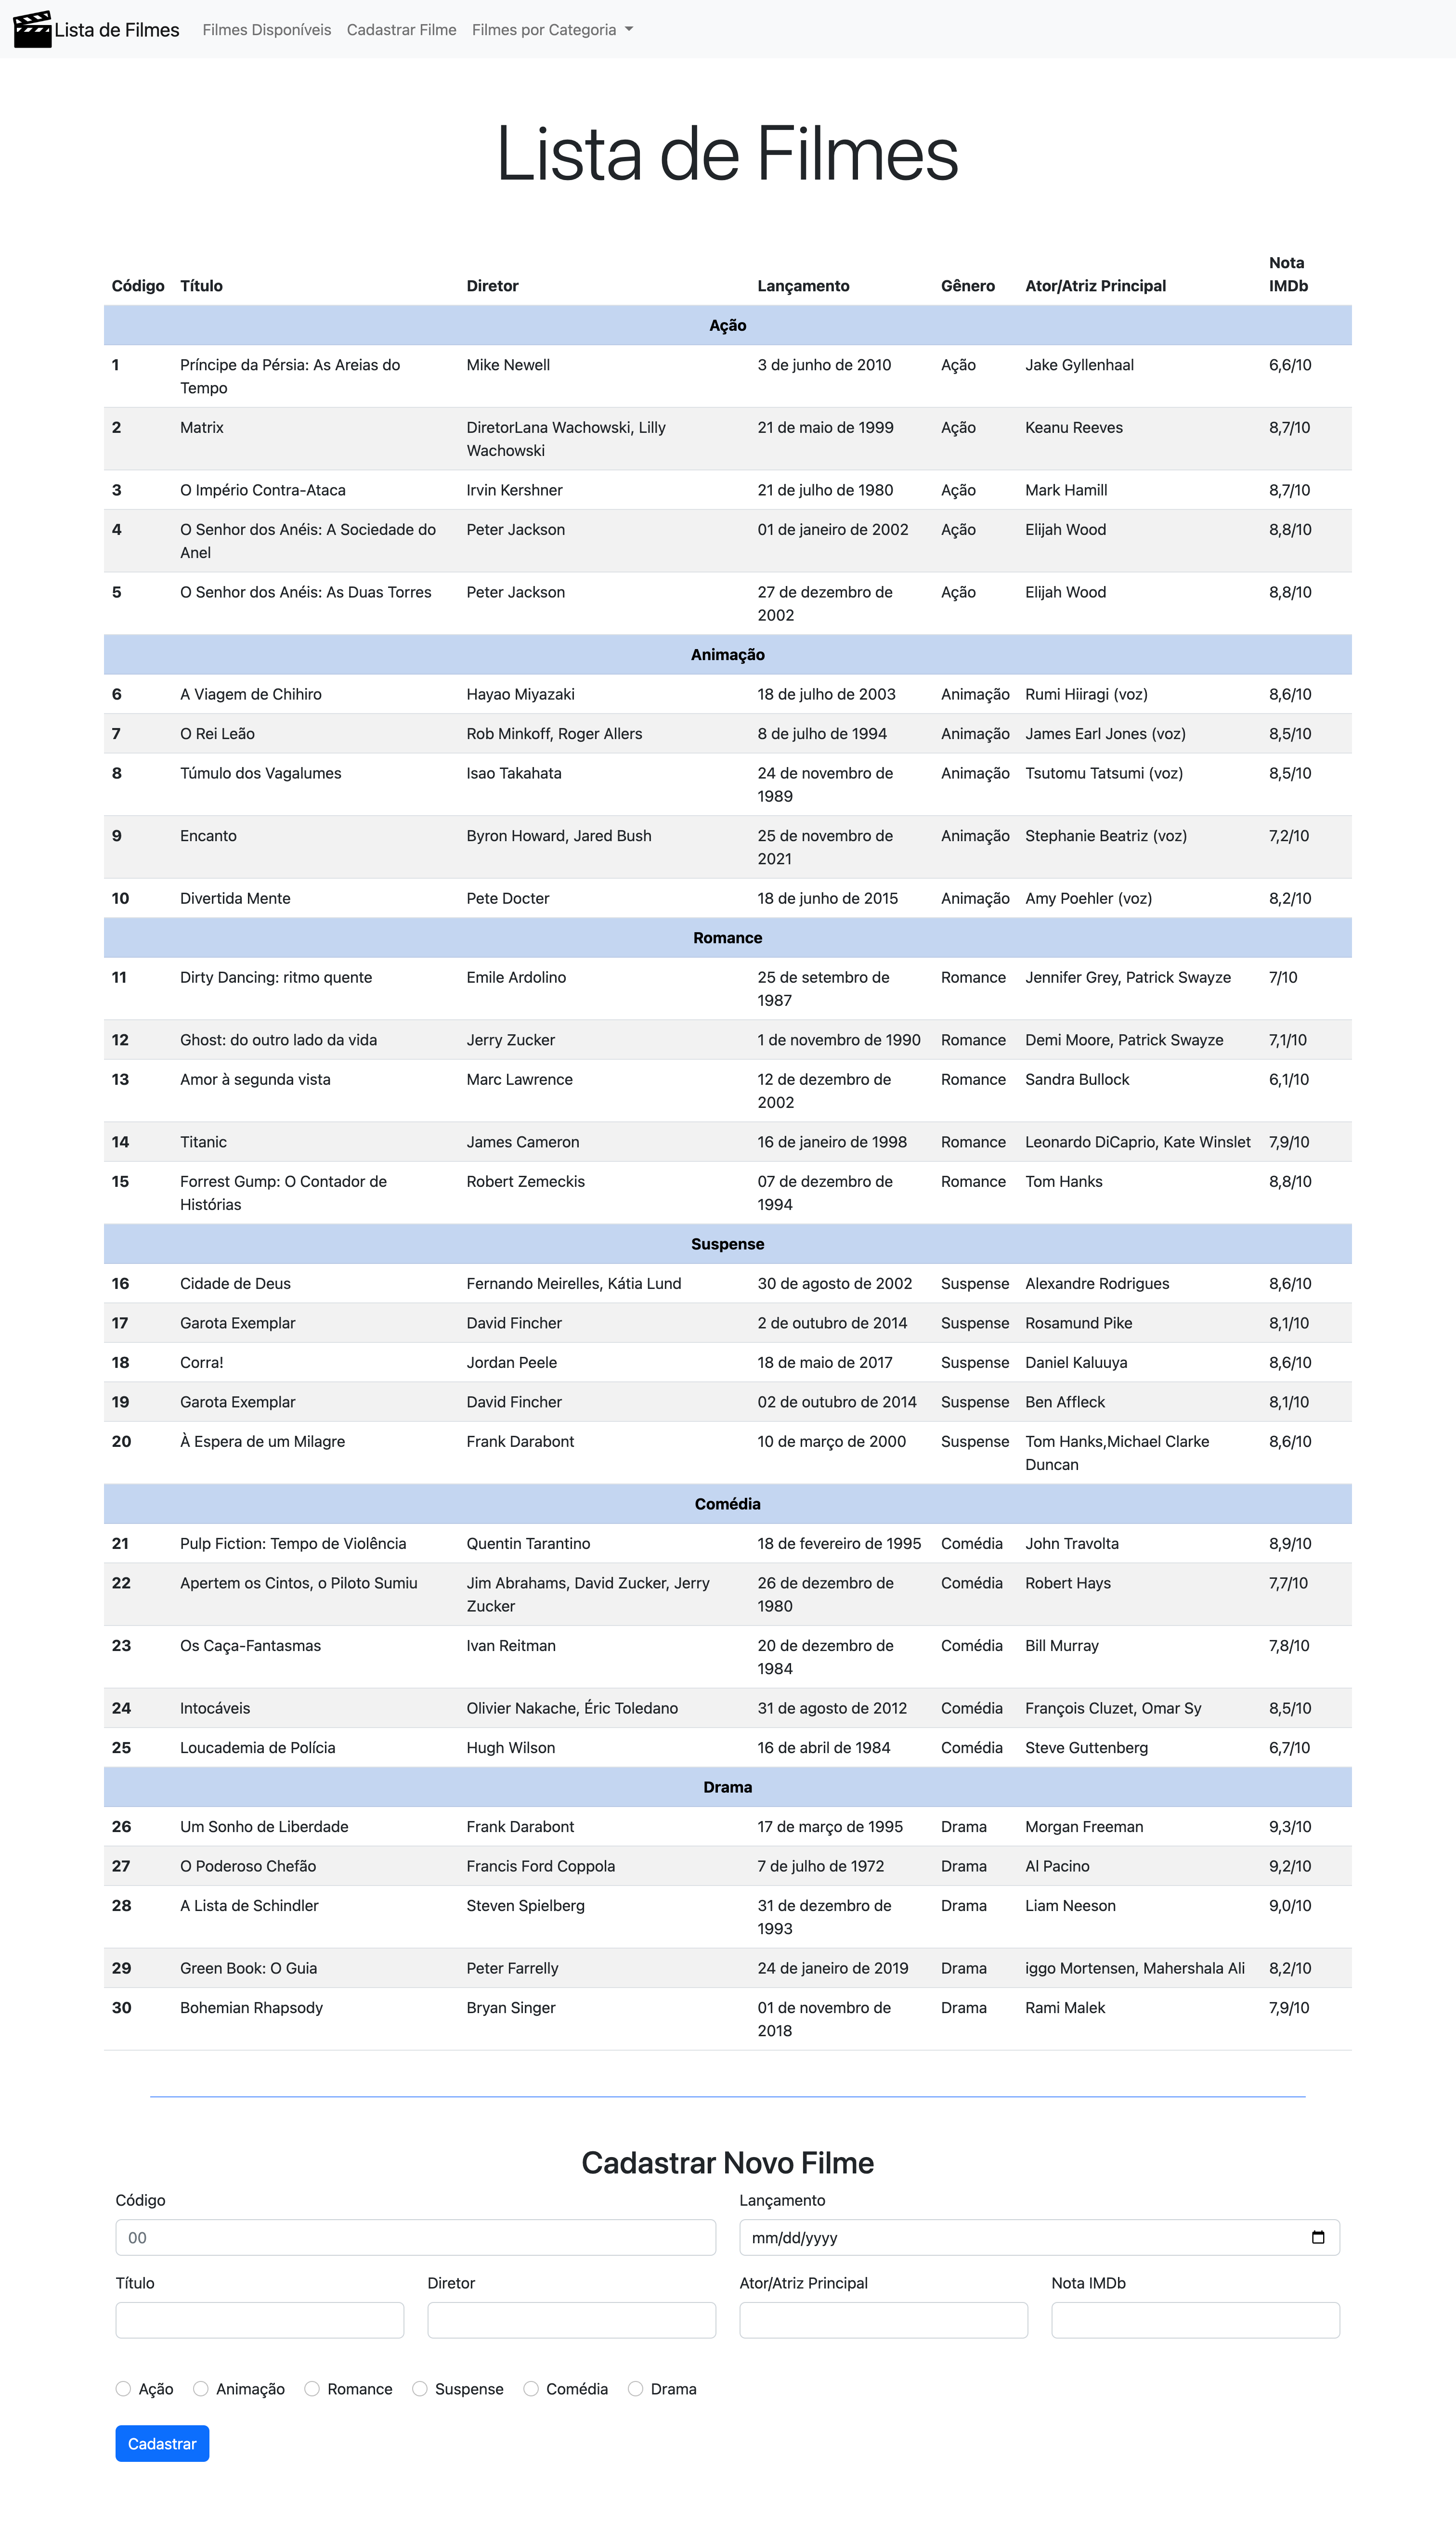 Lista de Filmes Filmes Disponíveis Cadastrar Filme Filmes por Categoria
Lista de Filmes
Código Título Diretor Lançamento Gênero Ator/Atriz Principal Nota IMDb
Ação
1 Príncipe da Pérsia: As Areias do Tempo Mike Newell 3 de junho de 2010 Ação Jake Gyllenhaal 6,6/10
2 Matrix DiretorLana Wachowski, Lilly Wachowski 21 de maio de 1999 Ação Keanu Reeves 8,7/10
3 O Império Contra-Ataca Irvin Kershner 21 de julho de 1980 Ação Mark Hamill 8,7/10
4 O Senhor dos Anéis: A Sociedade do Anel Peter Jackson 01 de janeiro de 2002 Ação Elijah Wood 8,8/10
5 O Senhor dos Anéis: As Duas Torres Peter Jackson 27 de dezembro de 2002 Ação Elijah Wood 8,8/10
Animação
6 A Viagem de Chihiro Hayao Miyazaki 18 de julho de 2003 Animação Rumi Hiiragi (voz) 8,6/10
7 O Rei Leão Rob Minkoff, Roger Allers 8 de julho de 1994 Animação James Earl Jones (voz) 8,5/10
8 Túmulo dos Vagalumes Isao Takahata 24 de novembro de 1989 Animação Tsutomu Tatsumi (voz) 8,5/10
9 Encanto Byron Howard, Jared Bush 25 de novembro de 2021 Animação Stephanie Beatriz (voz) 7,2/10
10 Divertida Mente Pete Docter 18 de junho de 2015 Animação Amy Poehler (voz) 8,2/10
Romance
11 Dirty Dancing: ritmo quente Emile Ardolino 25 de setembro de 1987 Romance Jennifer Grey, Patrick Swayze 7/10
12 Ghost: do outro lado da vida Jerry Zucker 1 de novembro de 1990 Romance Demi Moore, Patrick Swayze 7,1/10
13 Amor à segunda vista Marc Lawrence 12 de dezembro de 2002 Romance Sandra Bullock 6,1/10
14 Titanic James Cameron 16 de janeiro de 1998 Romance Leonardo DiCaprio, Kate Winslet 7,9/10
15 Forrest Gump: O Contador de Histórias Robert Zemeckis 07 de dezembro de 1994 Romance Tom Hanks 8,8/10
Suspense
16 Cidade de Deus Fernando Meirelles, Kátia Lund 30 de agosto de 2002 Suspense Alexandre Rodrigues 8,6/10
17 Garota Exemplar David Fincher 2 de outubro de 2014 Suspense Rosamund Pike 8,1/10
18 Corra! Jordan Peele 18 de maio de 2017 Suspense Daniel Kaluuya 8,6/10
19 Garota Exemplar David Fincher 02 de outubro de 2014 Suspense Ben Affleck 8,1/10
20 À Espera de um Milagre Frank Darabont 10 de março de 2000 Suspense Tom Hanks,Michael Clarke Duncan 8,6/10
Comédia
21 Pulp Fiction: Tempo de Violência Quentin Tarantino 18 de fevereiro de 1995 Comédia John Travolta 8,9/10
22 Apertem os Cintos, o Piloto Sumiu Jim Abrahams, David Zucker, Jerry Zucker 26 de dezembro de 1980 Comédia Robert Hays 7,7/10
23 Os Caça-Fantasmas Ivan Reitman 20 de dezembro de 1984 Comédia Bill Murray 7,8/10
24 Intocáveis Olivier Nakache, Éric Toledano 31 de agosto de 2012 Comédia François Cluzet, Omar Sy 8,5/10
25 Loucademia de Polícia Hugh Wilson 16 de abril de 1984 Comédia Steve Guttenberg 6,7/10
Drama
26 Um Sonho de Liberdade Frank Darabont 17 de março de 1995 Drama Morgan Freeman 9,3/10
27 O Poderoso Chefão Francis Ford Coppola 7 de julho de 1972 Drama Al Pacino 9,2/10
28 A Lista de Schindler Steven Spielberg 31 de dezembro de 1993 Drama Liam Neeson 9,0/10
29 Green Book: O Guia Peter Farrelly 24 de janeiro de 2019 Drama iggo Mortensen, Mahershala Ali 8,2/10
30 Bohemian Rhapsody Bryan Singer 01 de novembro de 2018 Drama Rami Malek 7,9/10
Cadastrar Novo Filme
Código Lançamento
00 mm/dd/yyyy
Título Diretor Ator/Atriz Principal Nota IMDb
Ação Animação Romance Suspense Comédia Drama
Cadastrar